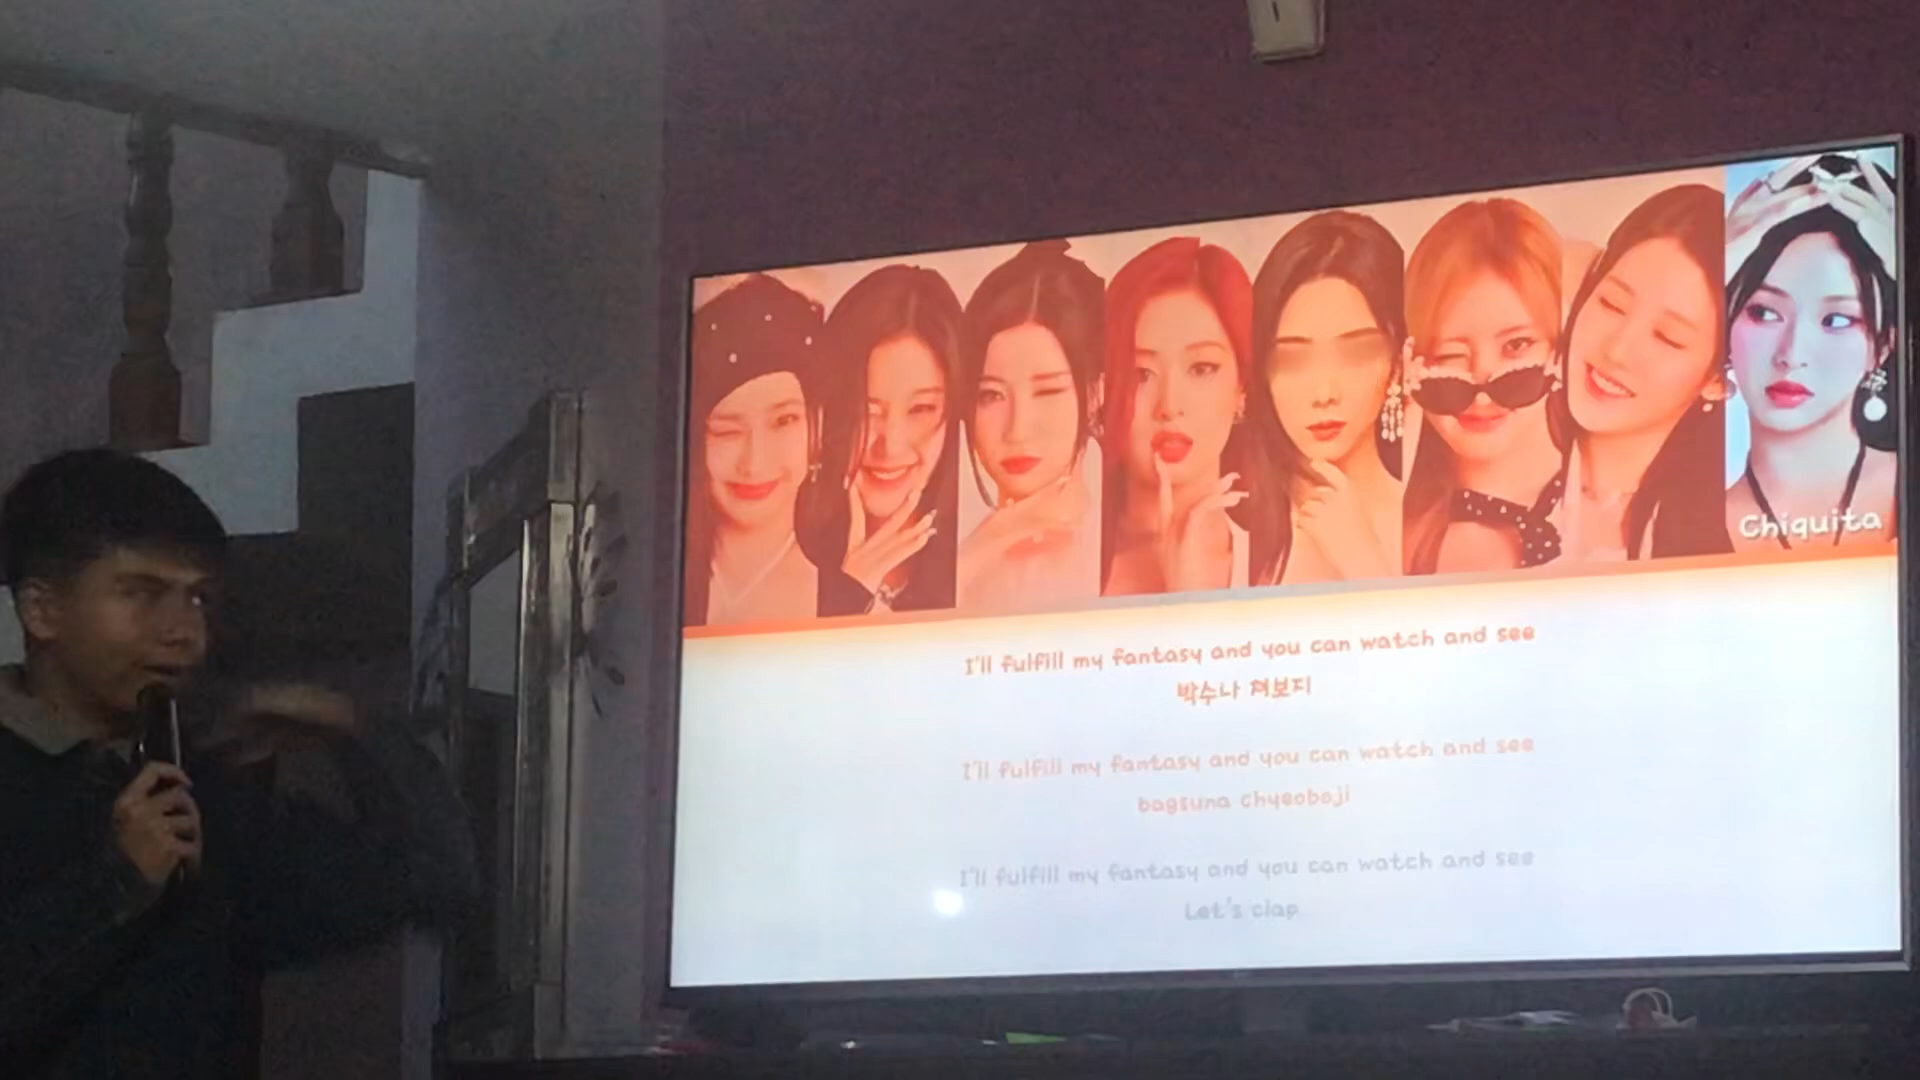 Chiquita
I'll fulfill my fantasy and you can watch and see
박수나 쳐보지
I'll fulfill my fantasy and you can watch and see
bagsuna chyeoboji
I'll fulfill my fantasy and you can watch and see
Let's clap